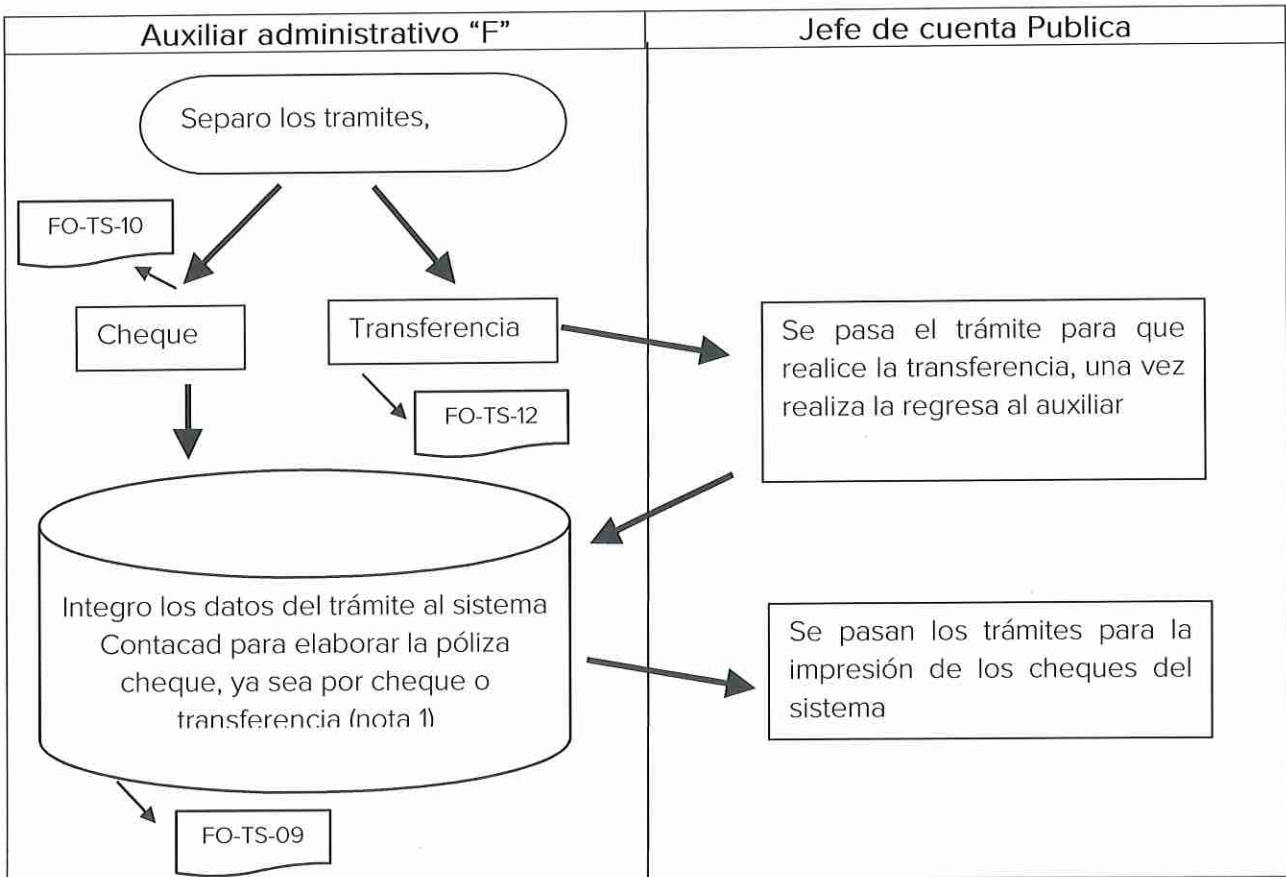 Auxiliar administrativo “F”
Jefe de cuenta Publica
Separo los tramites,
FO-TS-10
Cheque
Transferencia
FO-TS-12
Se pasa el trámite para que
realice la transferencia, una vez
realiza la regresa al auxiliar
Integro los datos del trámite al sistema
Contacad para elaborar la póliza
cheque, ya sea por cheque o
transferencia (nota 1)
Se pasan los trámites para la
impresión de los cheques del
sistema
FO-TS-09